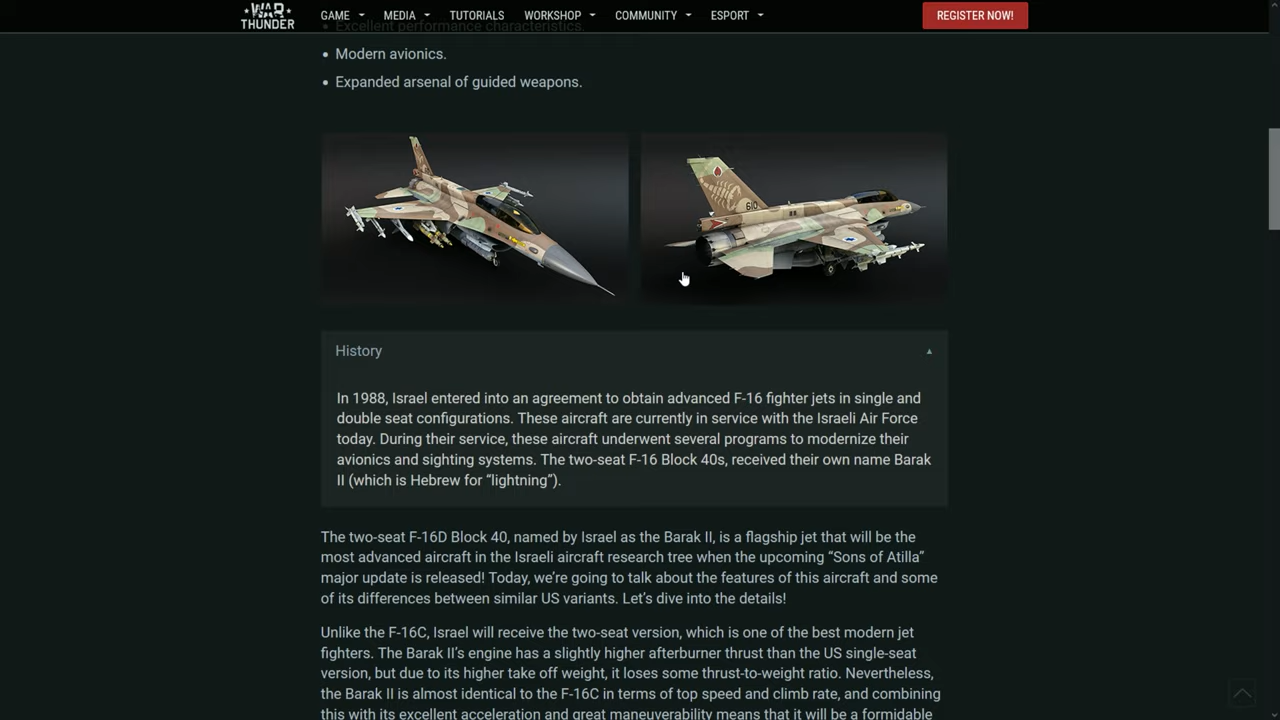 WAR
THUNDER
GAME
MEDIA
TUTORIALS
WORKSHOP
COMMUNITY
ESPORT
REGISTER NOW!
Excellent performance characteristics.
Modern avionics.
Expanded arsenal of guided weapons.
610
History
In 1988, Israel entered into an agreement to obtain advanced F-16 fighter jets in single and
double seat configurations. These aircraft are currently in service with the Israeli Air Force
today. During their service, these aircraft underwent several programs to modernize their
avionics and sighting systems. The two-seat F-16 Block 40s, received their own name Barak
II (which is Hebrew for “lightning”).
The two-seat F-16D Block 40, named by Israel as the Barak II, is a flagship jet that will be the
most advanced aircraft in the Israeli aircraft research tree when the upcoming “Sons of Atilla”
major update is released! Today, we’re going to talk about the features of this aircraft and some
of its differences between similar US variants. Let’s dive into the details!
Unlike the F-16C, Israel will receive the two-seat version, which is one of the best modern jet
fighters. The Barak II’s engine has a slightly higher afterburner thrust than the US single-seat
version, but due to its higher take off weight, it loses some thrust-to-weight ratio. Nevertheless,
the Barak II is almost identical to the F-16C in terms of top speed and climb rate, and combining
this with its excellent acceleration and great maneuverability means that it will be a formidable